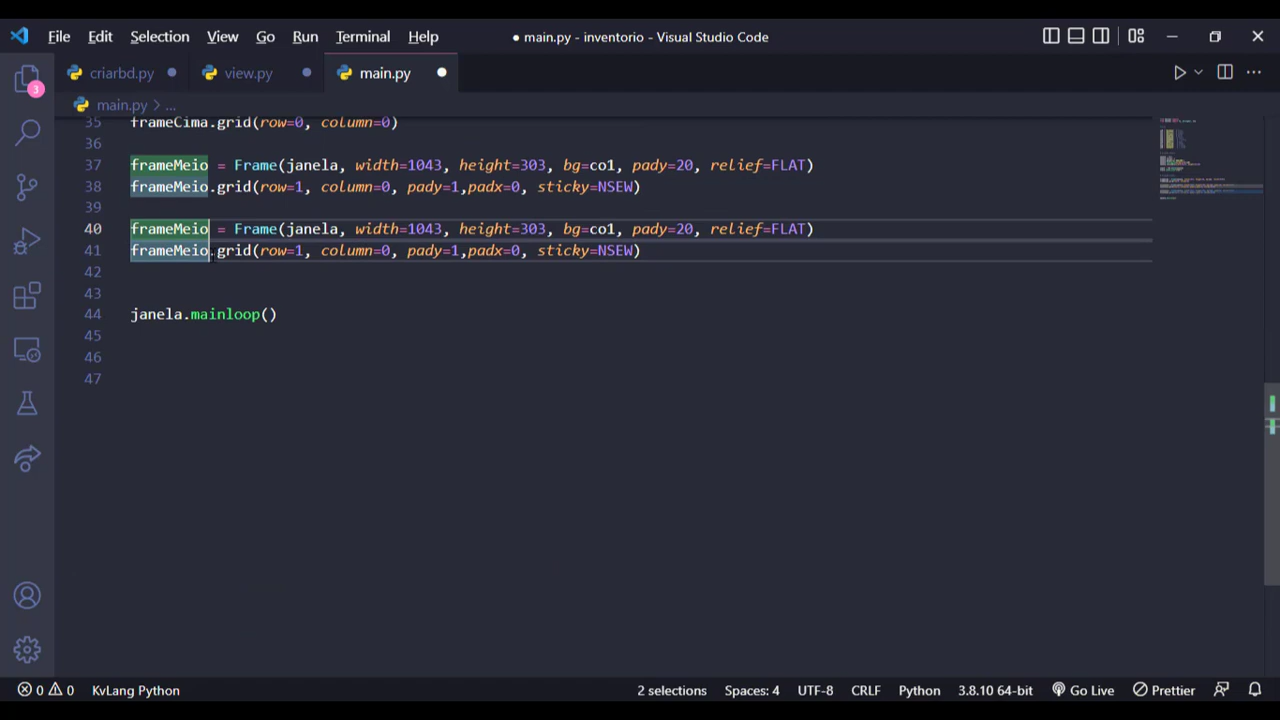 File Edit Selection View Go Run Terminal Help ● main.py - inventorio - Visual Studio Code
criarbd.py ● view.py ● main.py ●
3
main.py > ...
35 frameCima.grid(row=0, column=0)
36
37 frameMeio = Frame(janela, width=1043, height=303, bg=co1, pady=20, relief=FLAT)
38 frameMeio.grid(row=1, column=0, pady=1,padx=0, sticky=NSEW)
39
40 frameMeio = Frame(janela, width=1043, height=303, bg=co1, pady=20, relief=FLAT)
41 frameMeio.grid(row=1, column=0, pady=1,padx=0, sticky=NSEW)
42
43
44 janela.mainloop()
45
46
47
0 0 KvLang Python 2 selections Spaces: 4 UTF-8 CRLF Python 3.8.10 64-bit Go Live Prettier